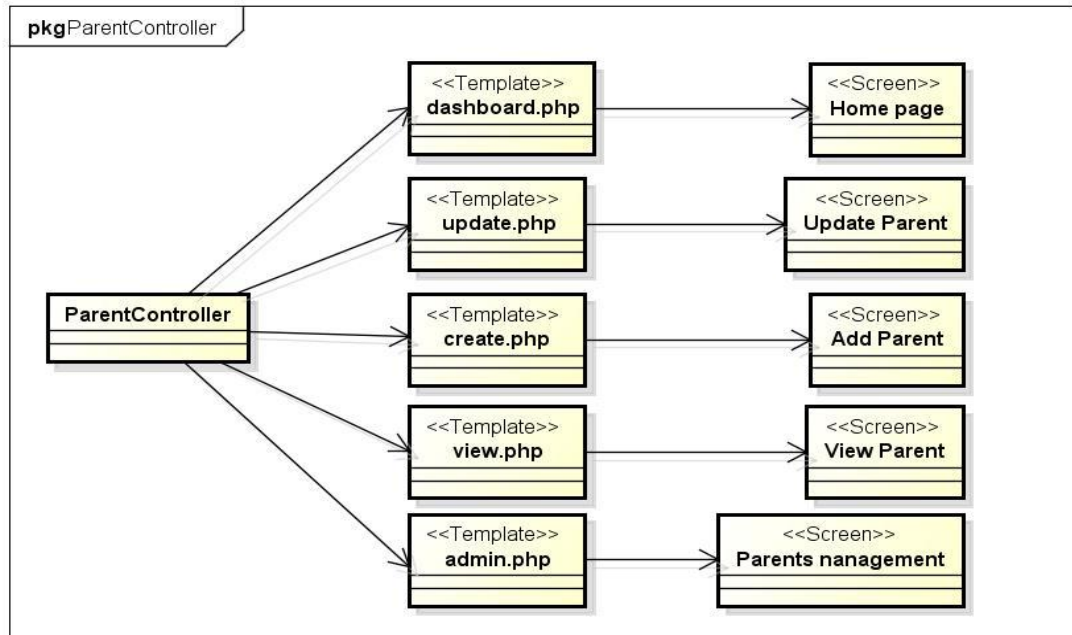 pkgParentController
<<Template>>
dashboard.php
<<Screen>>
Home page
<<Template>>
update.php
<<Screen>>
Update Parent
ParentController
<<Template>>
create.php
<<Screen>>
Add Parent
<<Template>>
view.php
<<Screen>>
View Parent
<<Template>>
admin.php
<<Screen>>
Parents nanagement